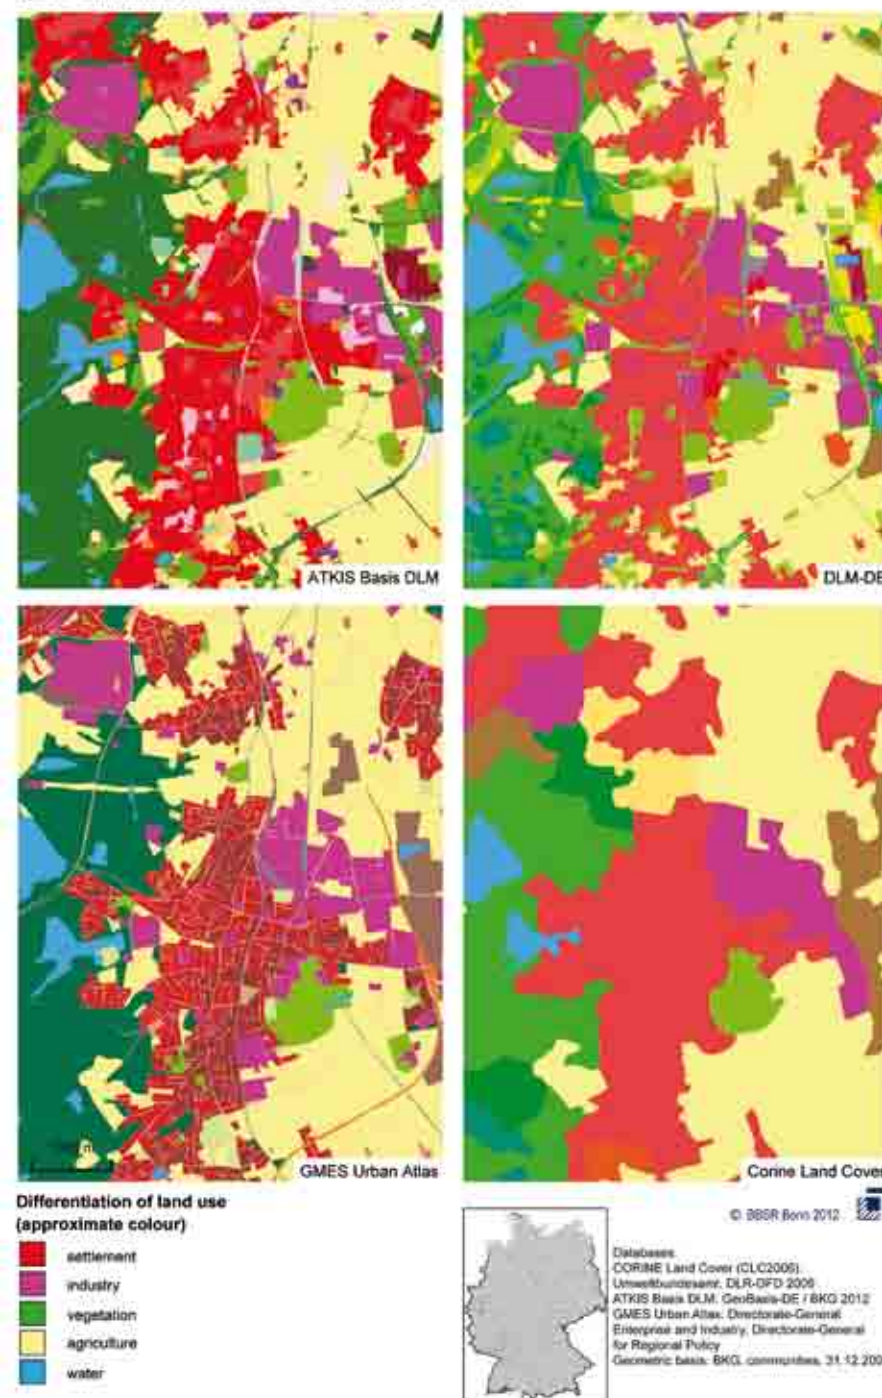 ATKIS Basis DLM
DLM-DE
GMES Urban Atlas
Corine Land Cover
Differentiation of land use
(approximate colour)
settlement
industry
vegetation
agriculture
water
© BBSR Bonn 2012
Databases
CORINE Land Cover (CLC2006).
Umweltbundesamt, DLR-DFD 2006
ATKIS Basis DLM, GeoBasis-DE / BKG 2012
GMES Urban Atlas, Directorate-General
Enterprise and Industry, Directorate-General
for Regional Policy
Geometric basis: BKG, communities, 31.12.200